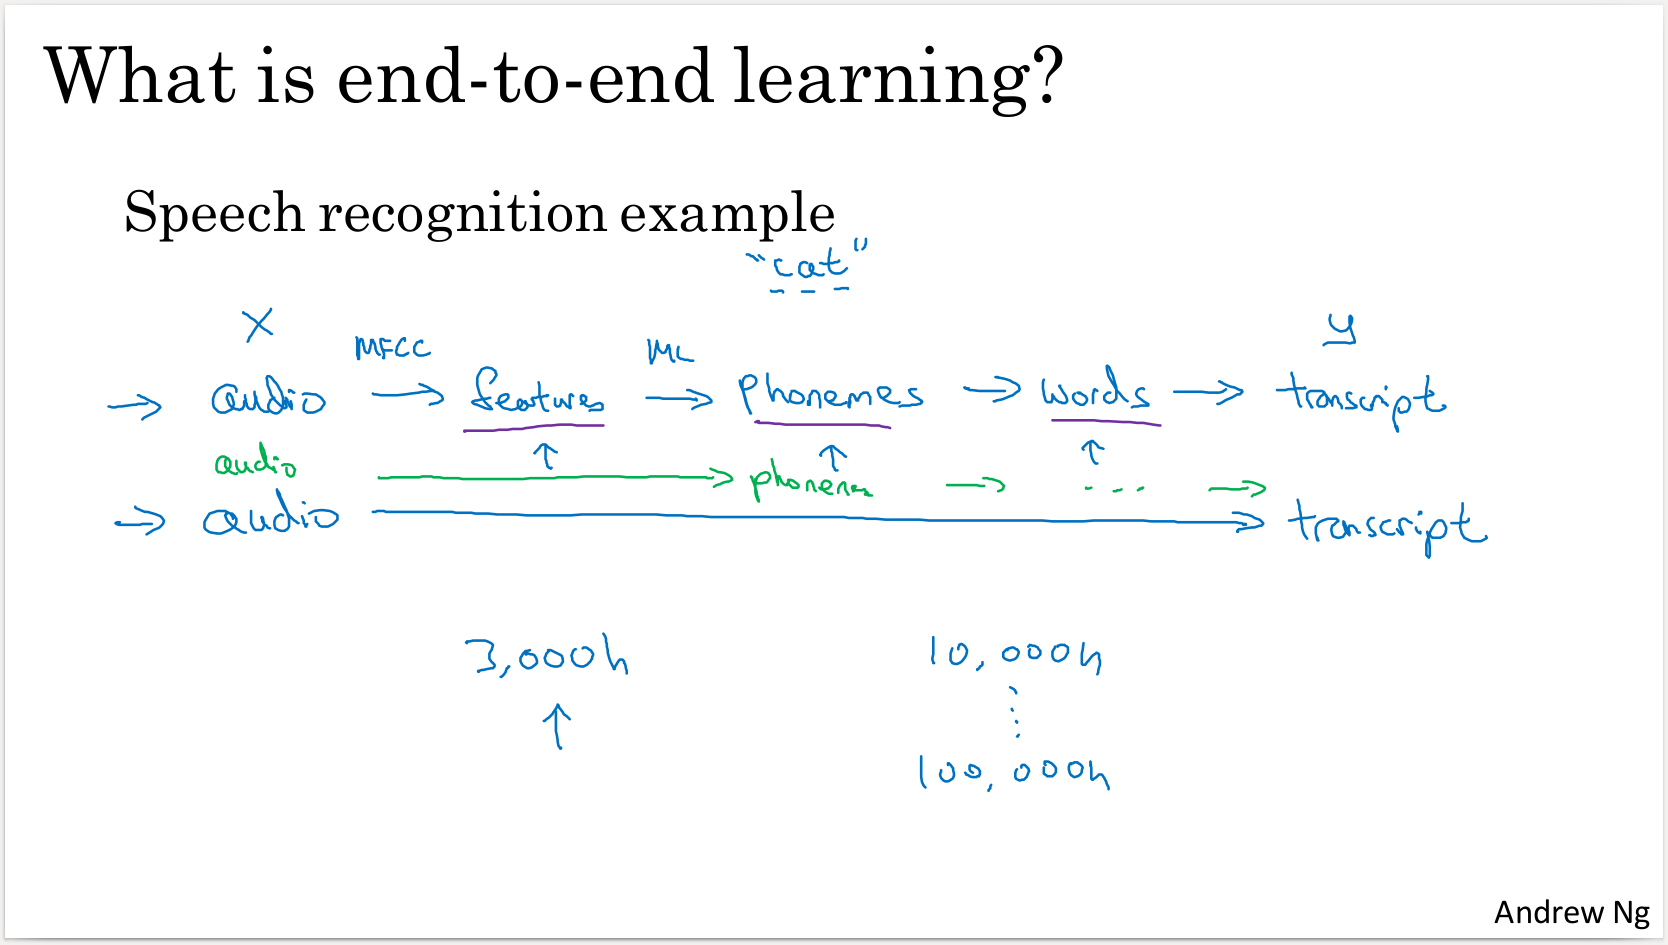 What is end-to-end learning?
Speech recognition example
"cat"
X y
MFCC ML
→ audio → features → phonemes → words → transcript
↑ ↑ ↑
audio → phonemes → ... →
→ audio → transcript
3,000h 10,000h
↑ ⋮
100,000h
Andrew Ng